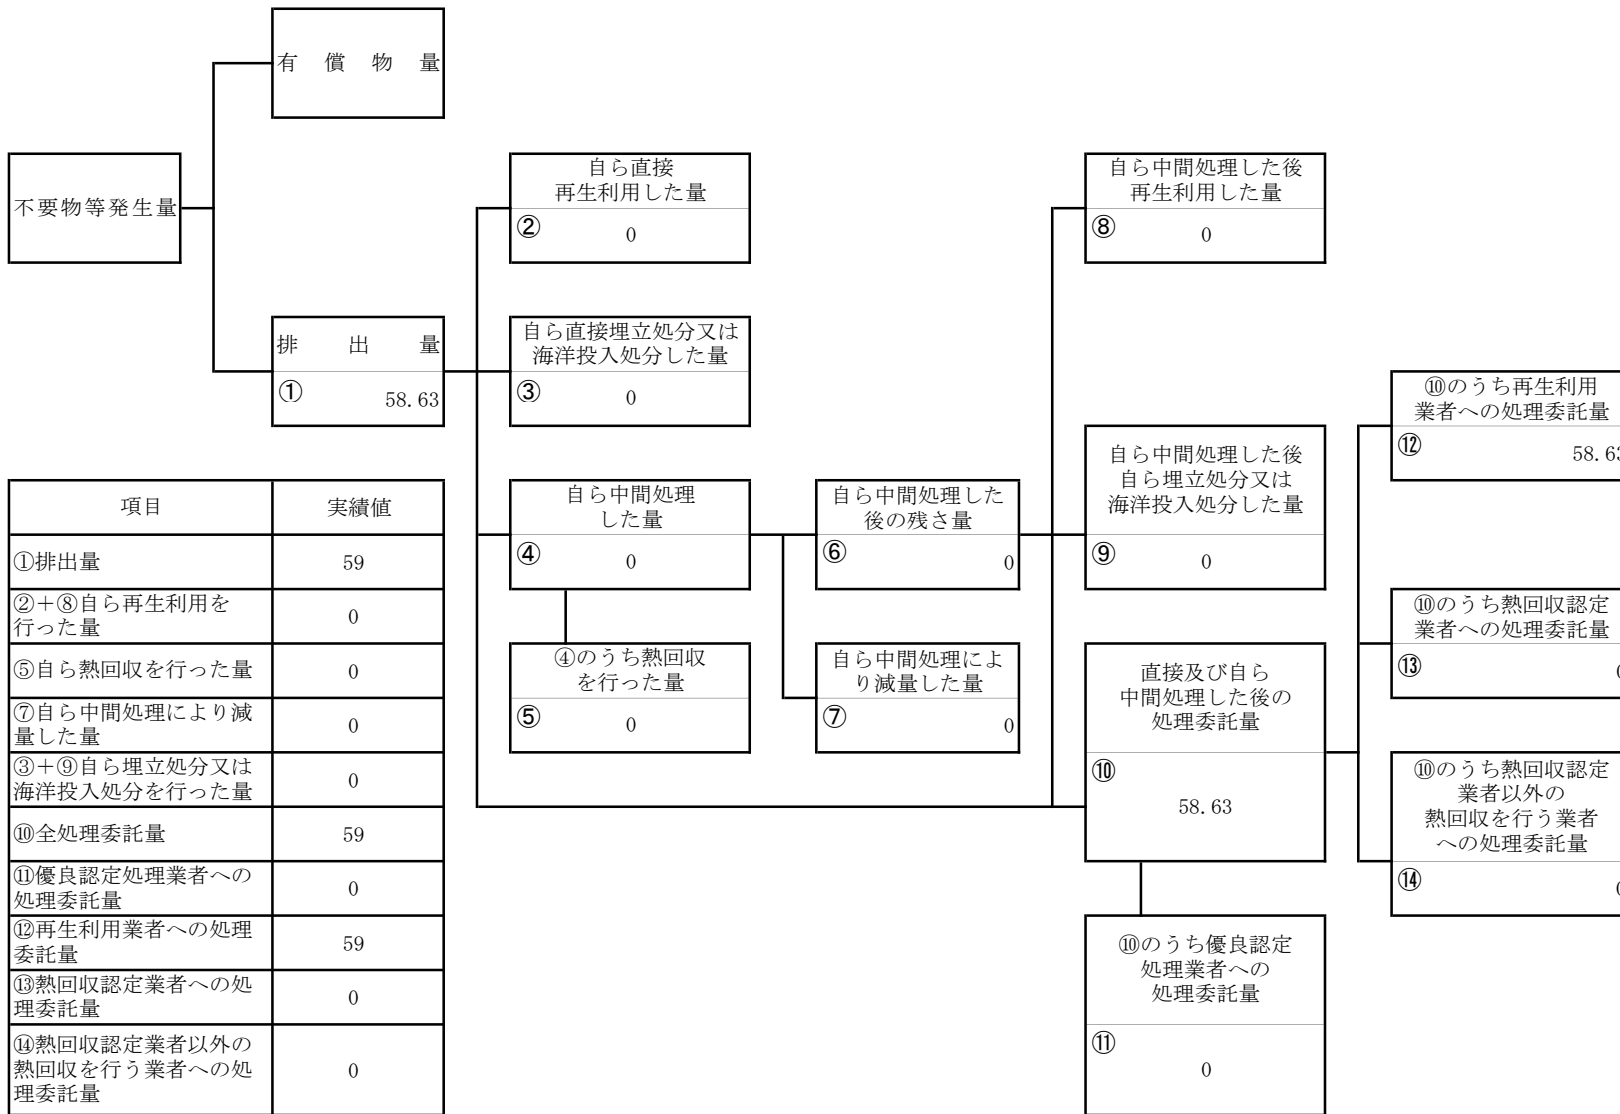 有償物量
不要物等発生量
排出量
① 58.63
自ら直接
再生利用した量
② 0
自ら直接埋立処分又は
海洋投入処分した量
③ 0
自ら中間処理
した量
④ 0
④のうち熱回収
を行った量
⑤ 0
自ら中間処理した
後の残さ量
⑥ 0
自ら中間処理によ
り減量した量
⑦ 0
自ら中間処理した後
再生利用した量
⑧ 0
自ら中間処理した後
自ら埋立処分又は
海洋投入処分した量
⑨ 0
直接及び自ら
中間処理した後の
処理委託量
⑩
58.63
⑩のうち優良認定
処理業者への
処理委託量
⑪
0
⑩のうち再生利用
業者への処理委託量
⑫ 58.63
⑩のうち熱回収認定
業者への処理委託量
⑬ 0
⑩のうち熱回収認定
業者以外の
熱回収を行う業者
への処理委託量
⑭ 0
項目 実績値
①排出量 59
②+⑧自ら再生利用を
行った量 0
⑤自ら熱回収を行った量 0
⑦自ら中間処理により減
量した量 0
③+⑨自ら埋立処分又は
海洋投入処分を行った量 0
⑩全処理委託量 59
⑪優良認定処理業者への
処理委託量 0
⑫再生利用業者への処理
委託量 59
⑬熱回収認定業者への処
理委託量 0
⑭熱回収認定業者以外の
熱回収を行う業者への処
理委託量 0